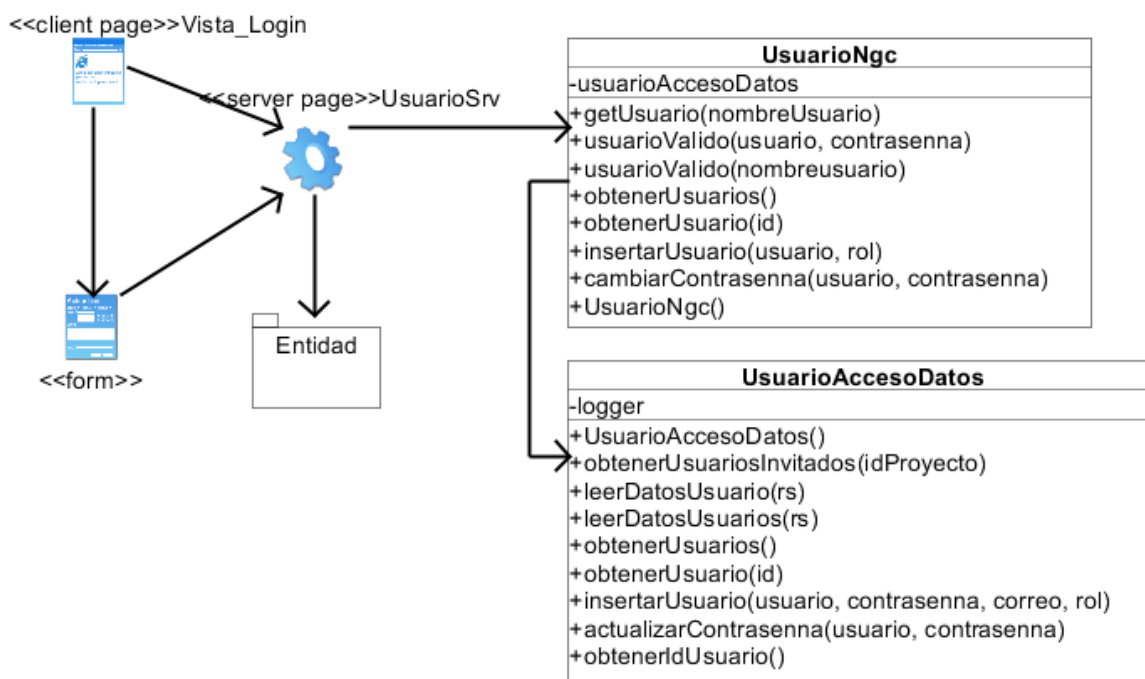 <<client page>>Vista_Login
<<server page>>UsuarioSrv
<<form>>
Entidad
UsuarioNgc
-usuarioAccesoDatos
+getUsuario(nombreUsuario)
+usuarioValido(usuario, contrasenna)
+usuarioValido(nombreusuario)
+obtenerUsuarios()
+obtenerUsuario(id)
+insertarUsuario(usuario, rol)
+cambiarContrasenna(usuario, contrasenna)
+UsuarioNgc()
UsuarioAccesoDatos
-logger
+UsuarioAccesoDatos()
+obtenerUsuariosInvitados(idProyecto)
+leerDatosUsuario(rs)
+leerDatosUsuarios(rs)
+obtenerUsuarios()
+obtenerUsuario(id)
+insertarUsuario(usuario, contrasenna, correo, rol)
+actualizarContrasenna(usuario, contrasenna)
+obtenerIdUsuario()